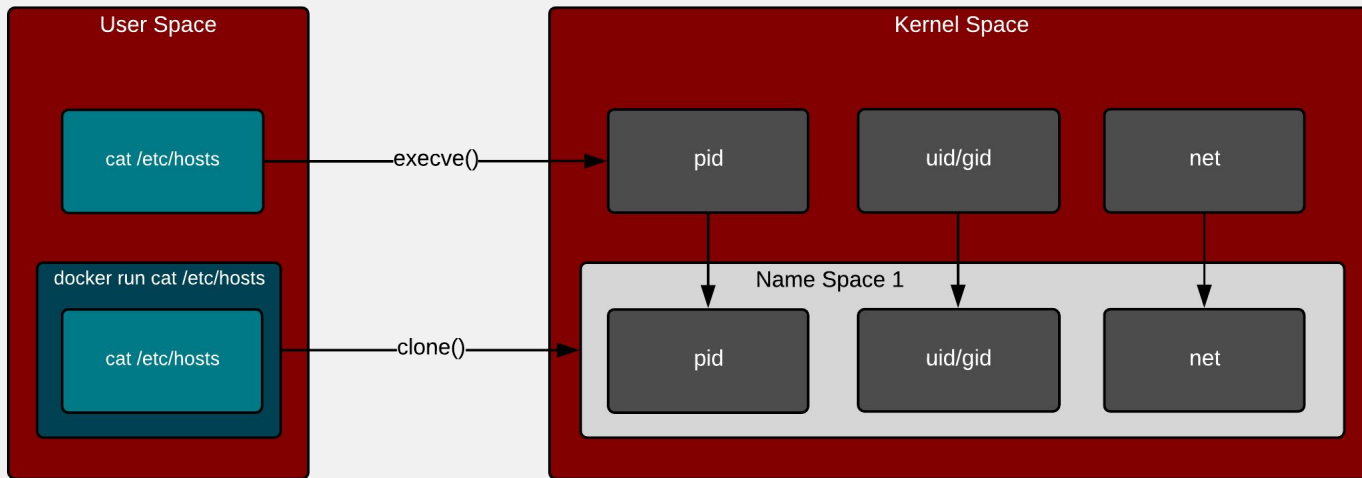 User Space
Kernel Space
cat /etc/hosts
execve()
pid
uid/gid
net
docker run cat /etc/hosts
Name Space 1
cat /etc/hosts
clone()
pid
uid/gid
net